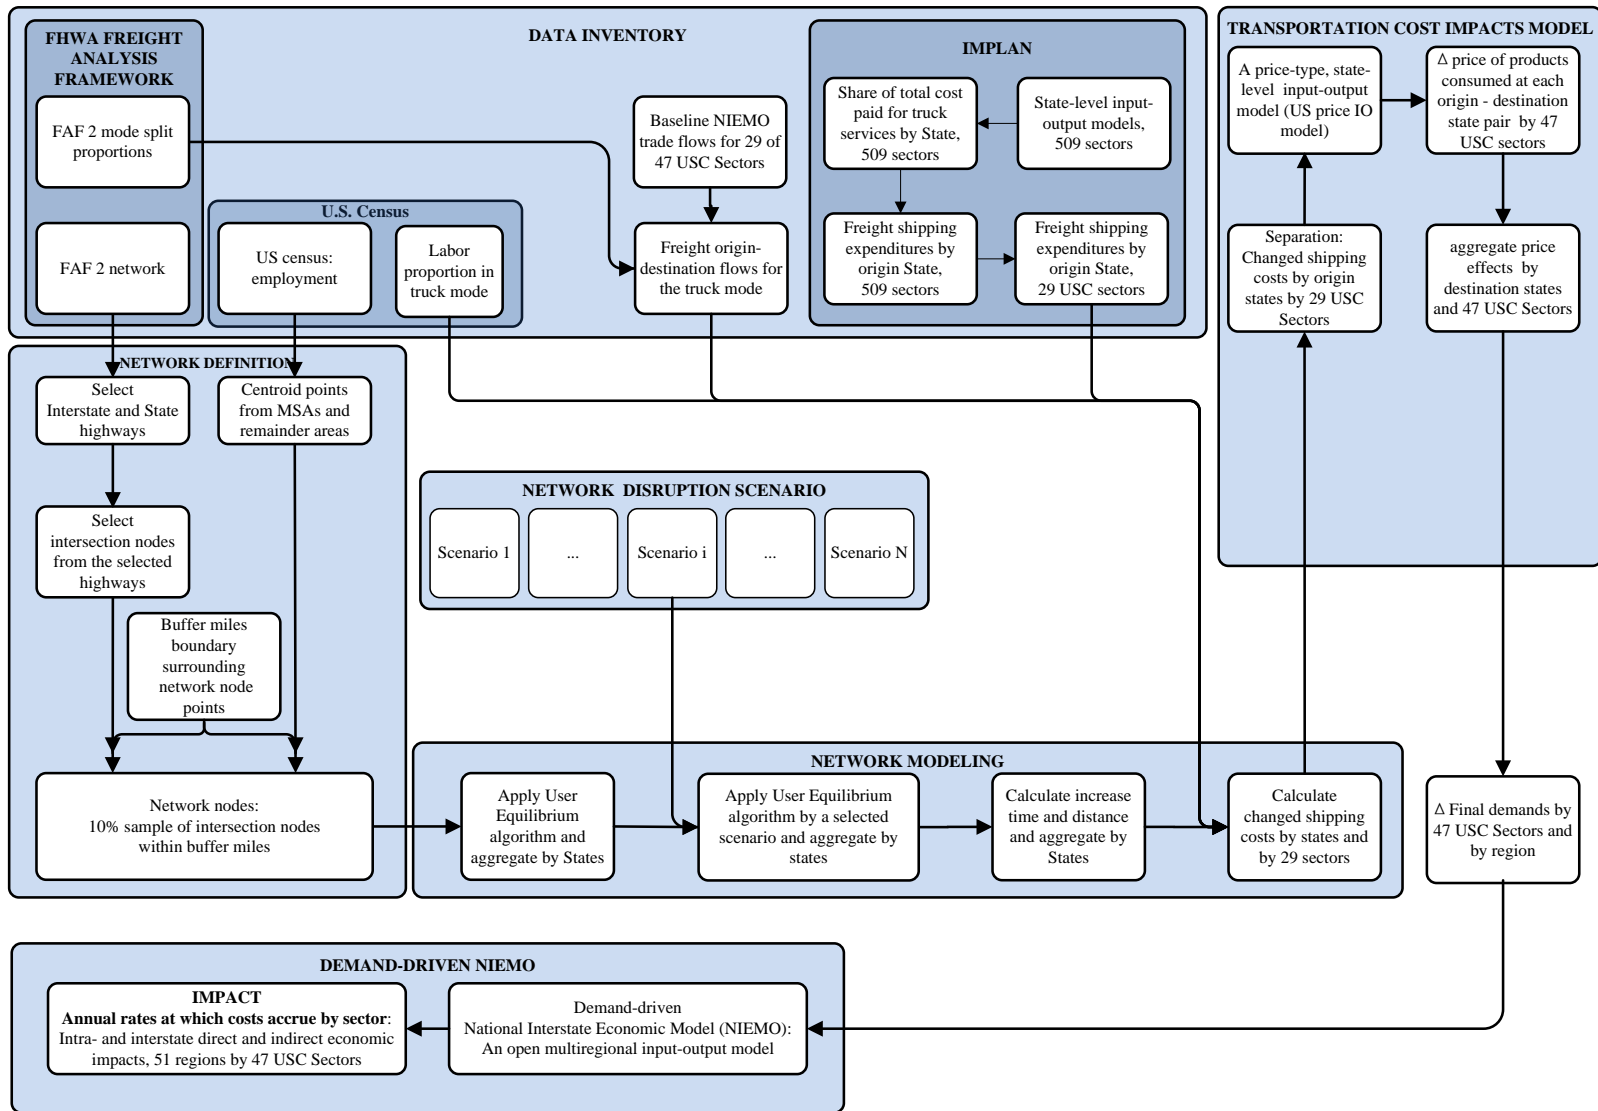 DATA INVENTORY
FHWA FREIGHT
ANALYSIS
FRAMEWORK
FAF 2 mode split
proportions
FAF 2 network
U.S. Census
US census:
employment
Labor
proportion in
truck mode
Baseline NIEMO
trade flows for 29 of
47 USC Sectors
Freight origin-
destination flows for
the truck mode
IMPLAN
Share of total cost
paid for truck
services by State,
509 sectors
State-level input-
output models,
509 sectors
Freight shipping
expenditures by
origin State,
509 sectors
Freight shipping
expenditures by
origin State,
29 USC sectors
TRANSPORTATION COST IMPACTS MODEL
A price-type, state-
level input-output
model (US price IO
model)
Δ price of products
consumed at each
origin - destination
state pair by 47
USC sectors
Separation:
Changed shipping
costs by origin
states by 29 USC
Sectors
aggregate price
effects by
destination states
and 47 USC Sectors
NETWORK DEFINITION
Select
Interstate and State
highways
Centroid points
from MSAs and
remainder areas
Select
intersection nodes
from the selected
highways
Buffer miles
boundary
surrounding
network node
points
Network nodes:
10% sample of intersection nodes
within buffer miles
NETWORK DISRUPTION SCENARIO
Scenario 1
...
Scenario i
...
Scenario N
NETWORK MODELING
Apply User
Equilibrium
algorithm and
aggregate by States
Apply User Equilibrium
algorithm by a selected
scenario and aggregate by
states
Calculate increase
time and distance
and aggregate by
States
Calculate
changed shipping
costs by states and
by 29 sectors
Δ Final demands by
47 USC Sectors and
by region
DEMAND-DRIVEN NIEMO
IMPACT
Annual rates at which costs accrue by sector:
Intra- and interstate direct and indirect economic
impacts, 51 regions by 47 USC Sectors
Demand-driven
National Interstate Economic Model (NIEMO):
An open multiregional input-output model